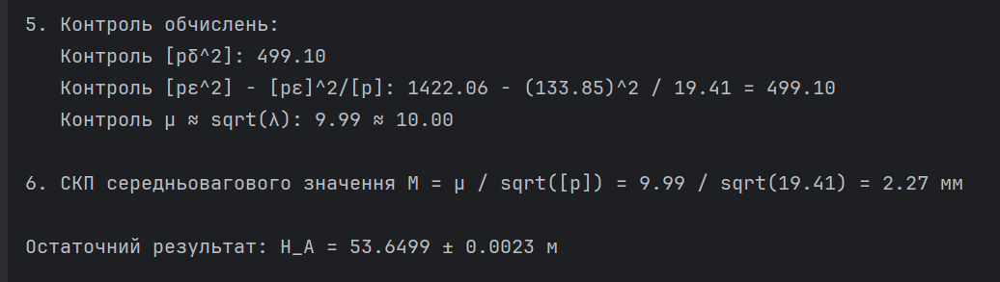 5. Контроль обчислень:
Контроль [pδ^2]: 499.10
Контроль [pε^2] - [pε]^2/[p]: 1422.06 - (133.85)^2 / 19.41 = 499.10
Контроль μ ≈ sqrt(λ): 9.99 ≈ 10.00
6. СКП середньовагового значення M = μ / sqrt([p]) = 9.99 / sqrt(19.41) = 2.27 мм
Остаточний результат: H_A = 53.6499 ± 0.0023 м